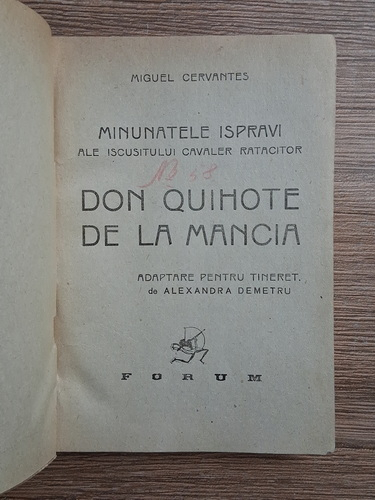 MIGUEL CERVANTES
MINUNATELE ISPRAVI
ALE ISCUSITULUI CAVALER RATACITOR
DON QUIHOTE
DE LA MANCIA
ADAPTARE PENTRU TINERET,
de ALEXANDRA DEMETRU
FORUM